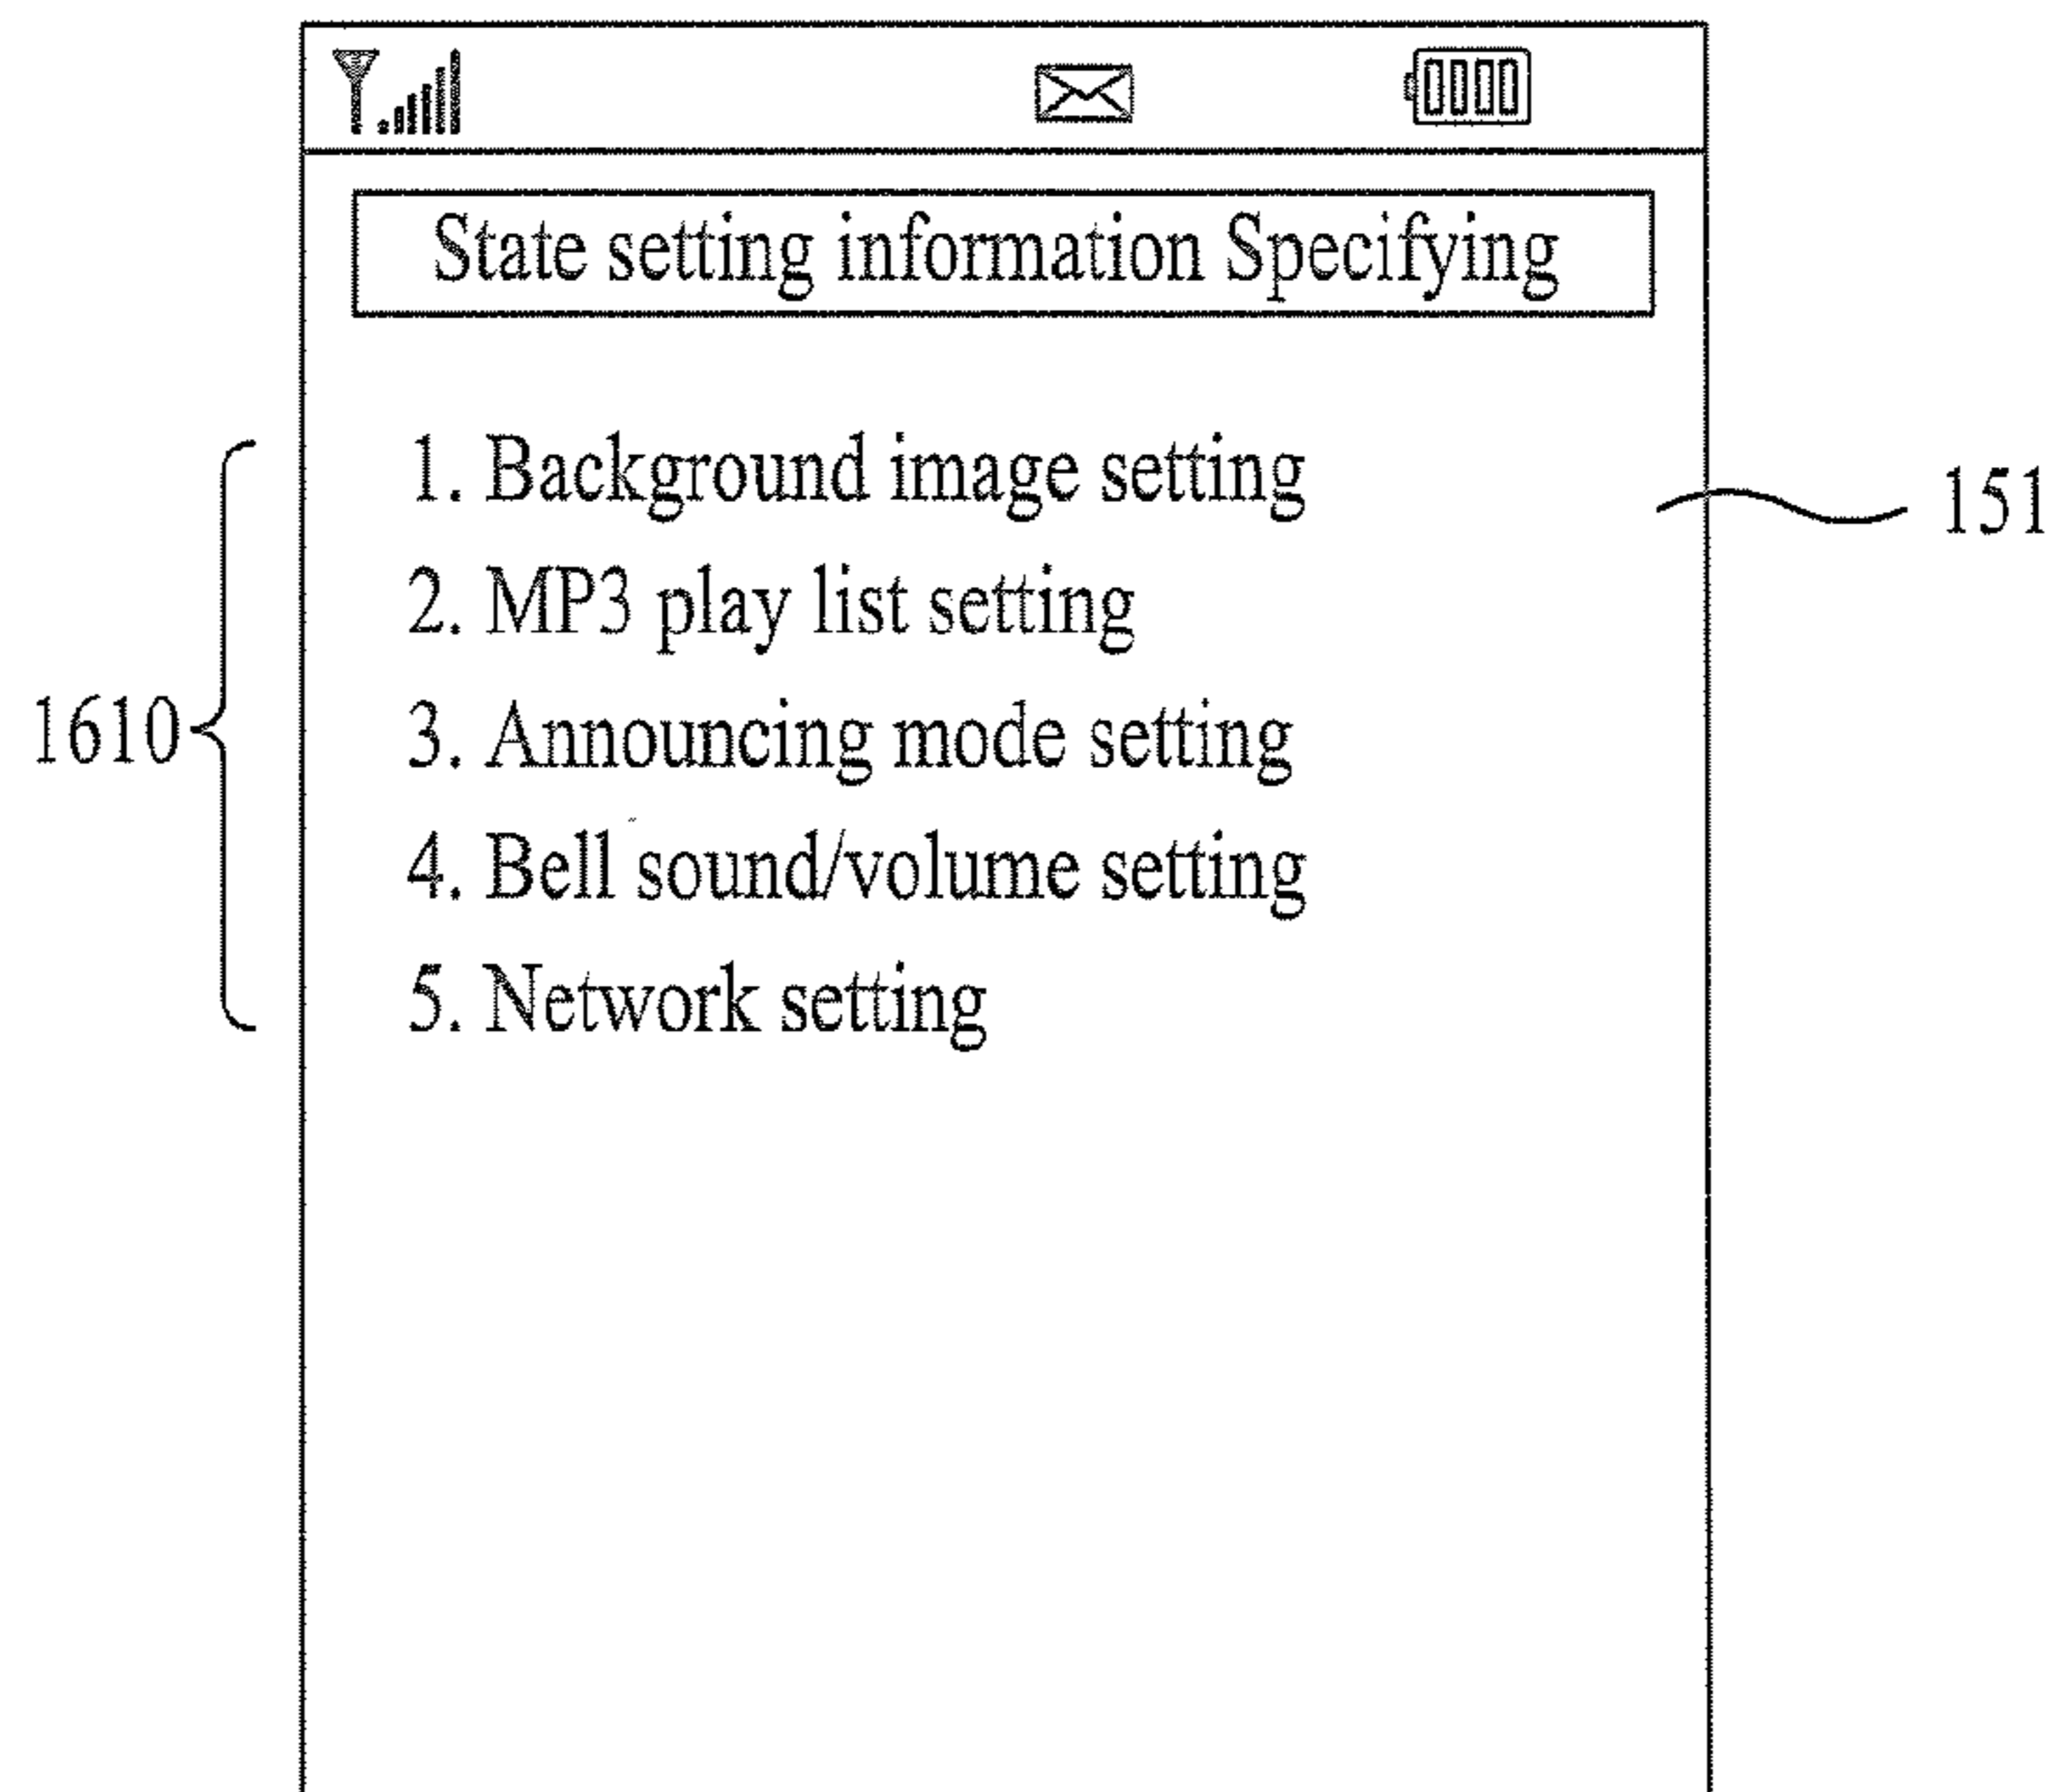 State setting information Specifying
1. Background image setting
151
2. MP3 play list setting
1610
3. Announcing mode setting
4. Bell sound/volume setting
5. Network setting